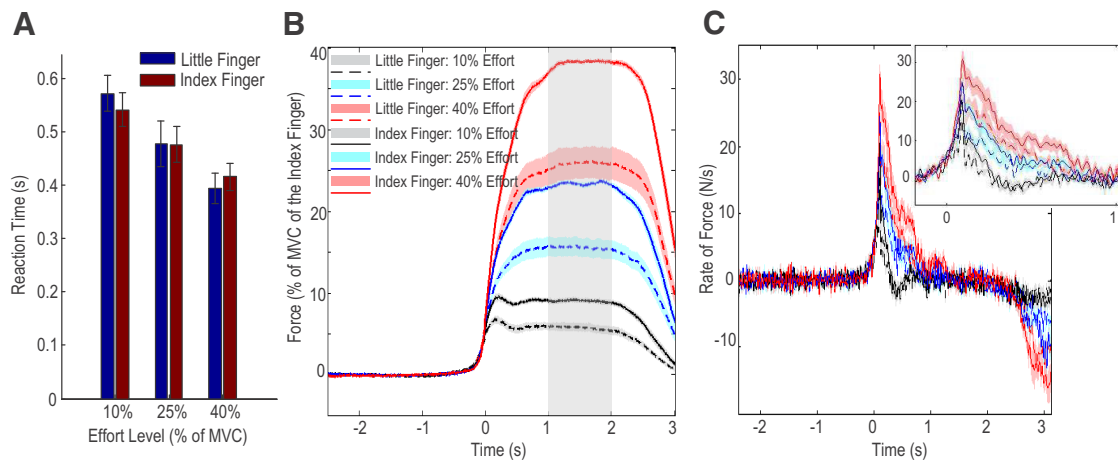 A
Little Finger
Index Finger
0.6
0.5
0.4
0.3
0.2
0.1
0
Reaction Time (s)
10%
25%
40%
Effort Level (% of MVC)
B
40
30
20
10
0
Force (% of MVC of the Index Finger)
Little Finger: 10% Effort
Little Finger: 25% Effort
Little Finger: 40% Effort
Index Finger: 10% Effort
Index Finger: 25% Effort
Index Finger: 40% Effort
-2
-1
0
1
2
3
Time (s)
C
30
20
10
0
-10
Rate of Force (N/s)
30
20
10
0
0
1
1
-2
-1
0
1
2
3
Time (s)